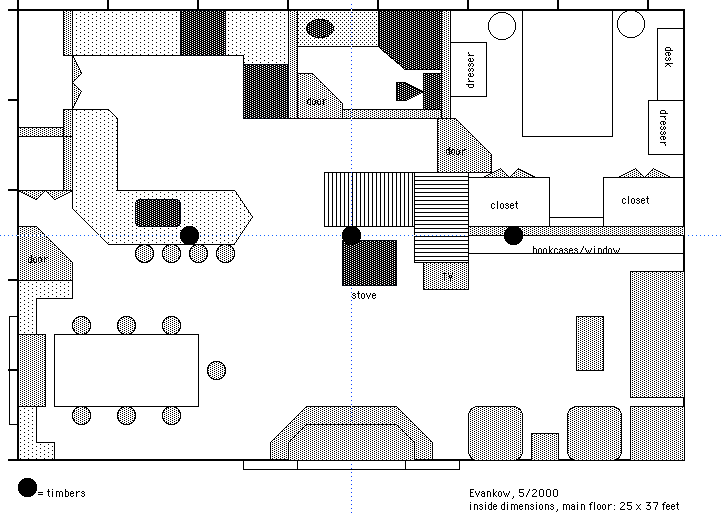 dresser
desk
door
dresser
door
closet
closet
door
bookcases/window
TV
stove
= timbers
Evankow, 5/2000
inside dimensions, main floor: 25 x 37 feet